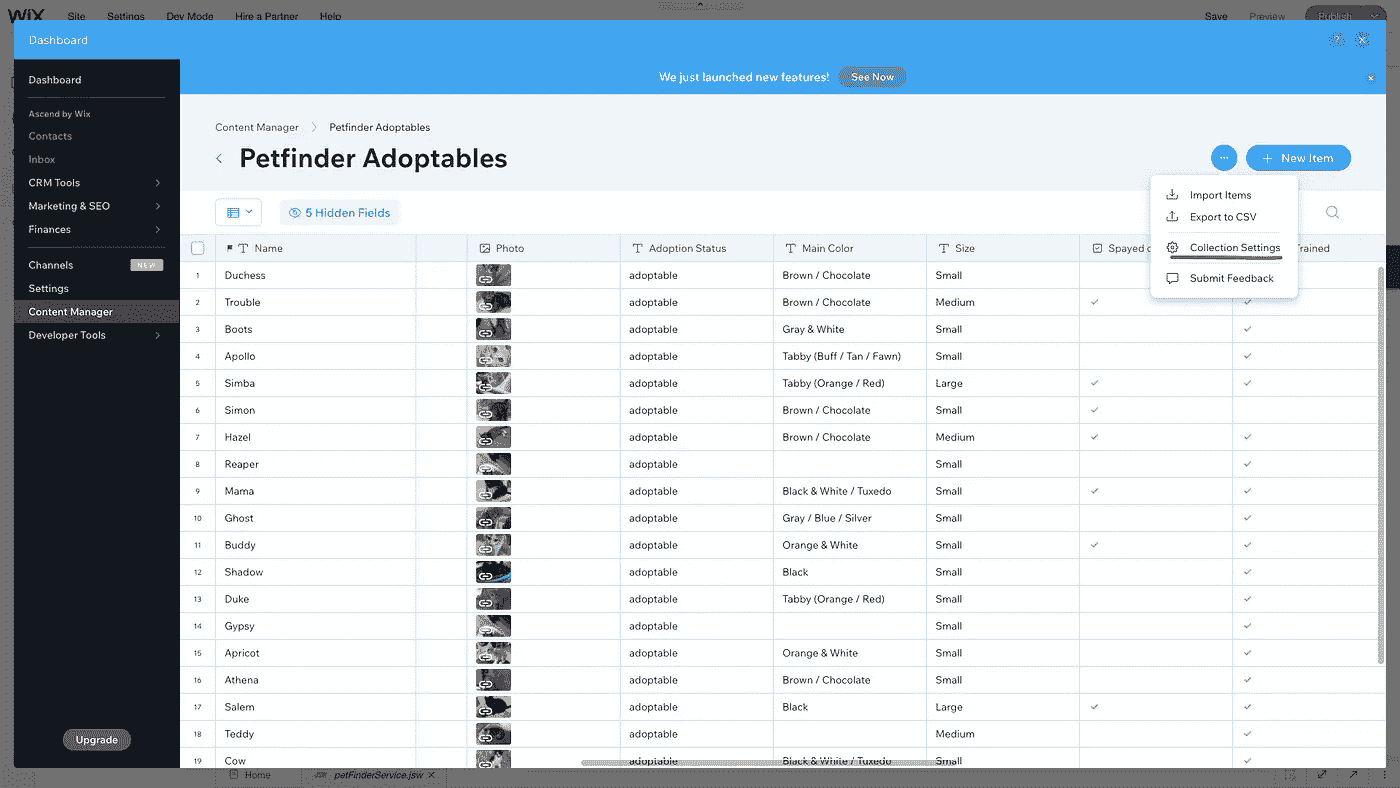 WIX Site Settings Dev Mode Hire a Partner Help Save Preview Publish
Dashboard
We just launched new features! See Now
Dashboard
Ascend by Wix
Contacts
Inbox
CRM Tools
Marketing & SEO
Finances
Channels NEW
Settings
Content Manager
Developer Tools
Upgrade
Content Manager > Petfinder Adoptables
Petfinder Adoptables
... + New Item
Import Items
Export to CSV
Collection Settings
Submit Feedback
5 Hidden Fields
Name Photo Adoption Status Main Color Size Spayed Trained
1 Duchess adoptable Brown / Chocolate Small
2 Trouble adoptable Brown / Chocolate Medium
3 Boots adoptable Gray & White Small
4 Apollo adoptable Tabby (Buff / Tan / Fawn) Small
5 Simba adoptable Tabby (Orange / Red) Large
6 Simon adoptable Brown / Chocolate Small
7 Hazel adoptable Brown / Chocolate Medium
8 Reaper adoptable Small
9 Mama adoptable Black & White / Tuxedo Small
10 Ghost adoptable Gray / Blue / Silver Small
11 Buddy adoptable Orange & White Small
12 Shadow adoptable Black Small
13 Duke adoptable Tabby (Orange / Red) Small
14 Gypsy adoptable Small
15 Apricot adoptable Orange & White Small
16 Athena adoptable Brown / Chocolate Small
17 Salem adoptable Black Large
18 Teddy adoptable Medium
19 Cow adoptable Black & White / Tuxedo Small
Home petFinderService.jsw